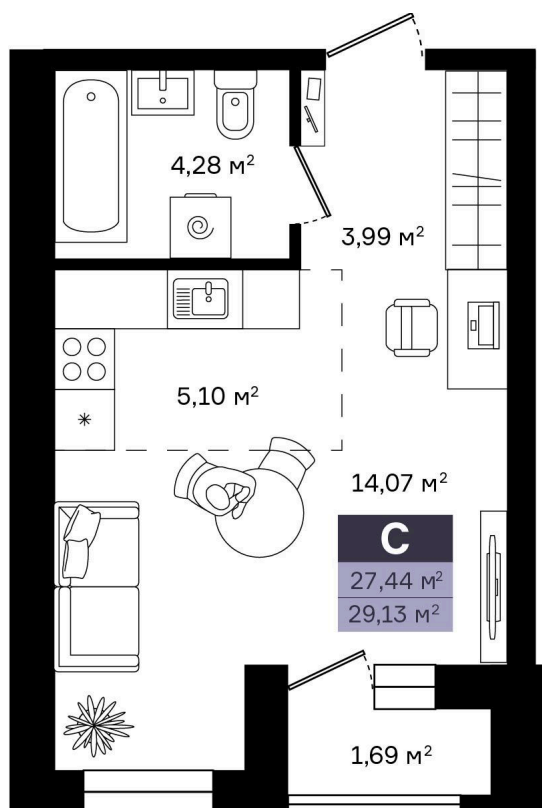 4,28 м²
3,99 м²
5,10 м²
14,07 м²
С
27,44 м²
29,13 м²
1,69 м²